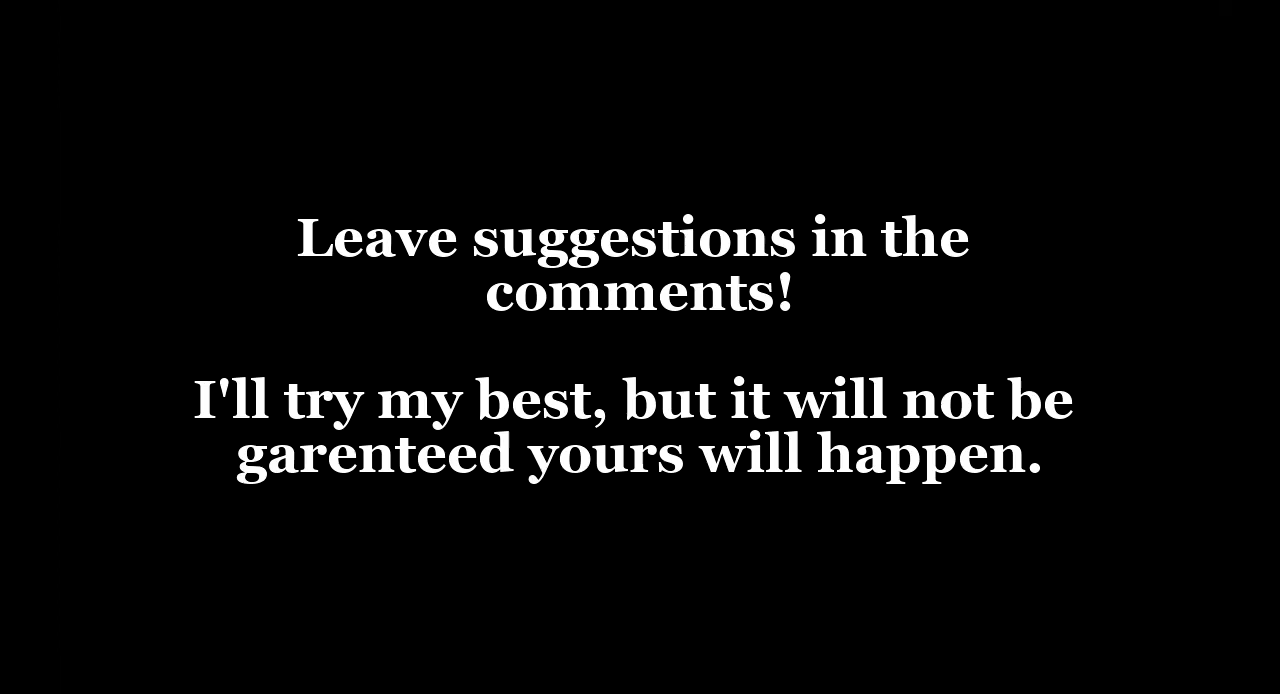 Leave suggestions in the
comments!
I'll try my best, but it will not be
garenteed yours will happen.